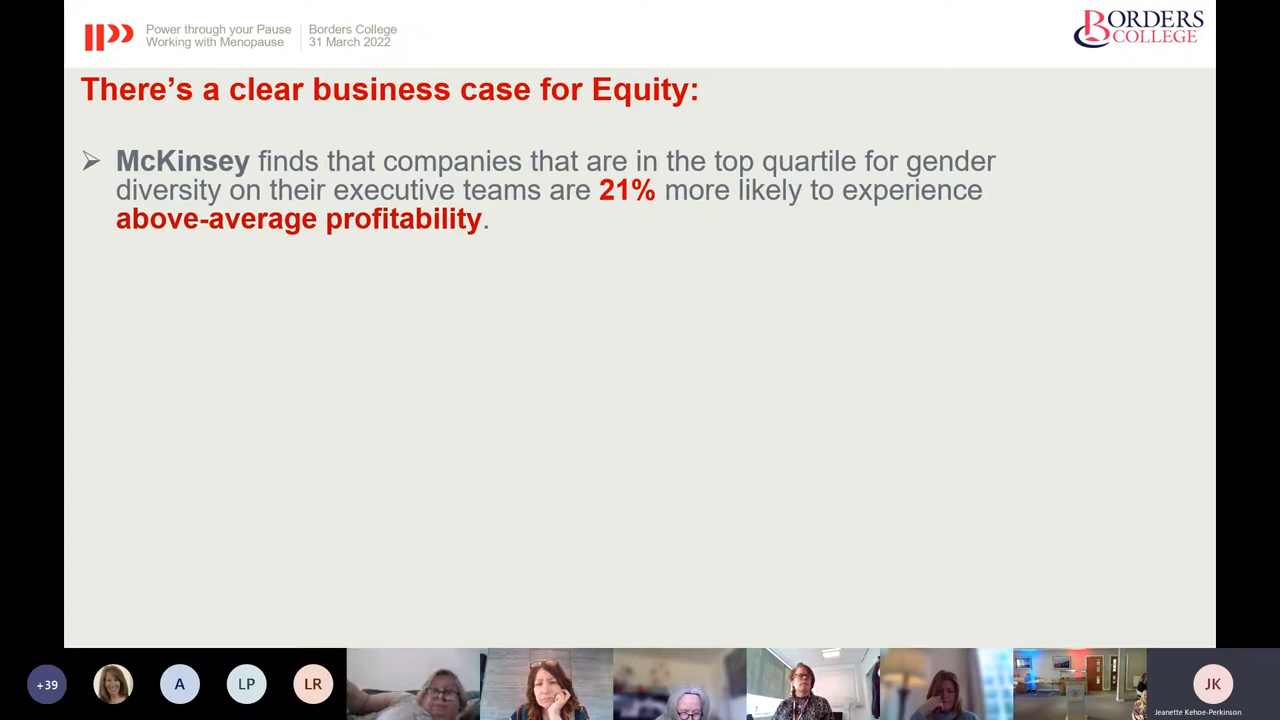 Power through your Pause
Working with Menopause
Borders College
31 March 2022
BORDERS
COLLEGE
There's a clear business case for Equity:
McKinsey finds that companies that are in the top quartile for gender
diversity on their executive teams are 21% more likely to experience
above-average profitability.
+39
A
LP
LR
JK
Jeanette Kehoe-Perkinson